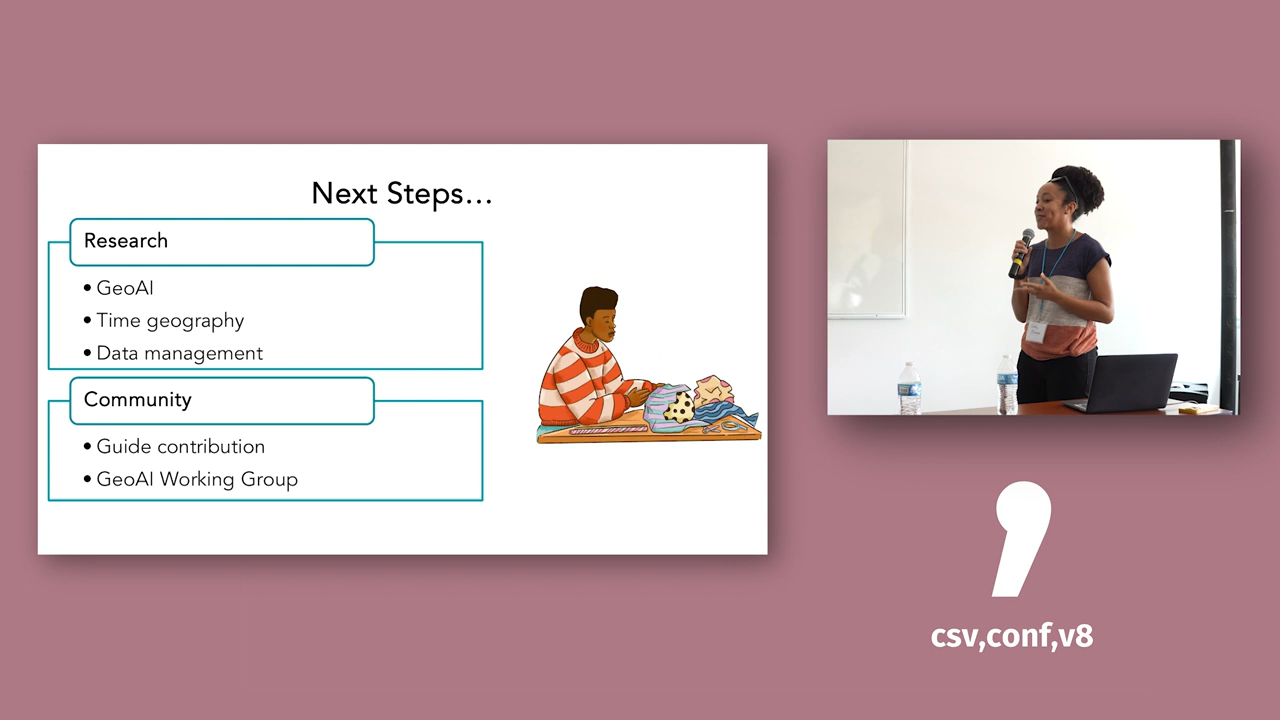 Next Steps...
Research
• GeoAI
• Time geography
• Data management
Community
• Guide contribution
• GeoAI Working Group
csv,conf,v8